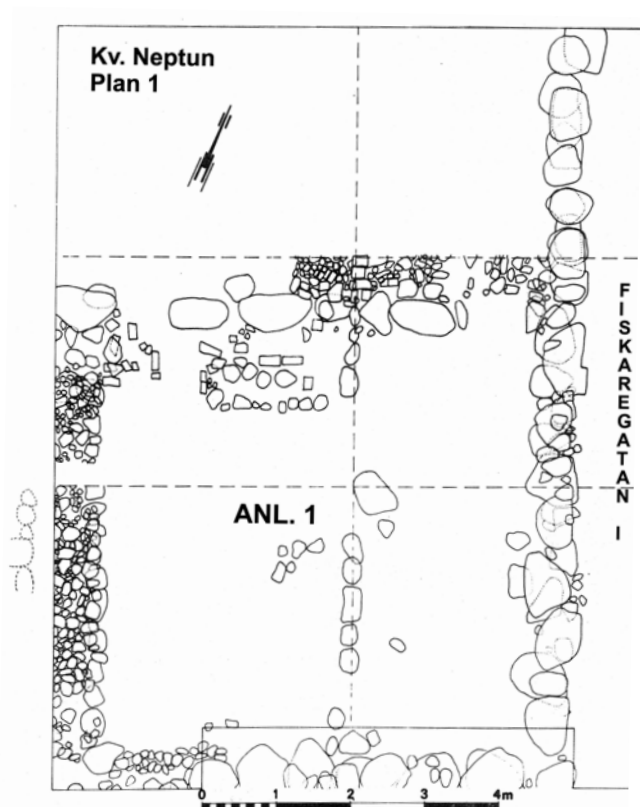 Kv. Neptun
Plan 1
FISKAREGATAN I
ANL. 1
0 1 2 3 4m